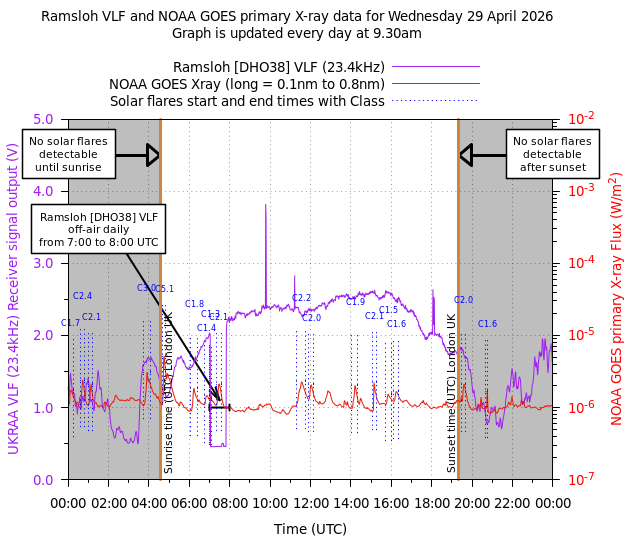 Ramsloh VLF and NOAA GOES primary X-ray data for Wednesday 29 April 2026
Graph is updated every day at 9.30am
Ramsloh [DHO38] VLF (23.4kHz)
NOAA GOES Xray (long = 0.1nm to 0.8nm)
Solar flares start and end times with Class
5.0
4.0
3.0
2.0
1.0
0.0
UKRAA VLF (23.4kHz) Receiver signal output (V)
10-2
10-3
10-4
10-5
10-6
10-7
NOAA GOES primary X-ray Flux (W/m2)
No solar flares
detectable
until sunrise
No solar flares
detectable
after sunset
Ramsloh [DHO38] VLF
off-air daily
from 7:00 to 8:00 UTC
C1.7
C2.4
C2.1
C3.0
C5.1
C1.8
C1.3
C1.4
C2.1
C2.2
C2.0
C1.9
C2.1
C1.5
C1.6
C2.0
C1.6
Sunrise time (UTC) London UK
Sunset time (UTC) London UK
00:00 02:00 04:00 06:00 08:00 10:00 12:00 14:00 16:00 18:00 20:00 22:00 00:00
Time (UTC)